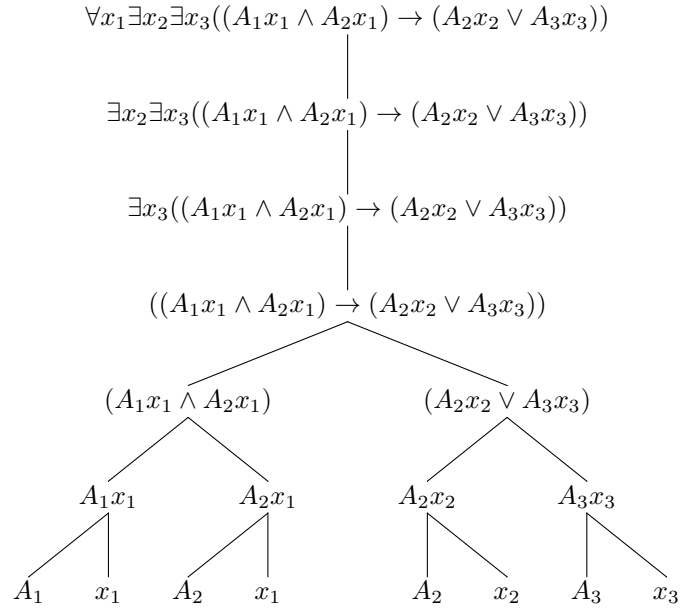 ∀x₁∃x₂∃x₃((A₁x₁ ∧ A₂x₁) → (A₂x₂ ∨ A₃x₃))
∃x₂∃x₃((A₁x₁ ∧ A₂x₁) → (A₂x₂ ∨ A₃x₃))
∃x₃((A₁x₁ ∧ A₂x₁) → (A₂x₂ ∨ A₃x₃))
((A₁x₁ ∧ A₂x₁) → (A₂x₂ ∨ A₃x₃))
(A₁x₁ ∧ A₂x₁) (A₂x₂ ∨ A₃x₃)
A₁x₁ A₂x₁ A₂x₂ A₃x₃
A₁ x₁ A₂ x₁ A₂ x₂ A₃ x₃